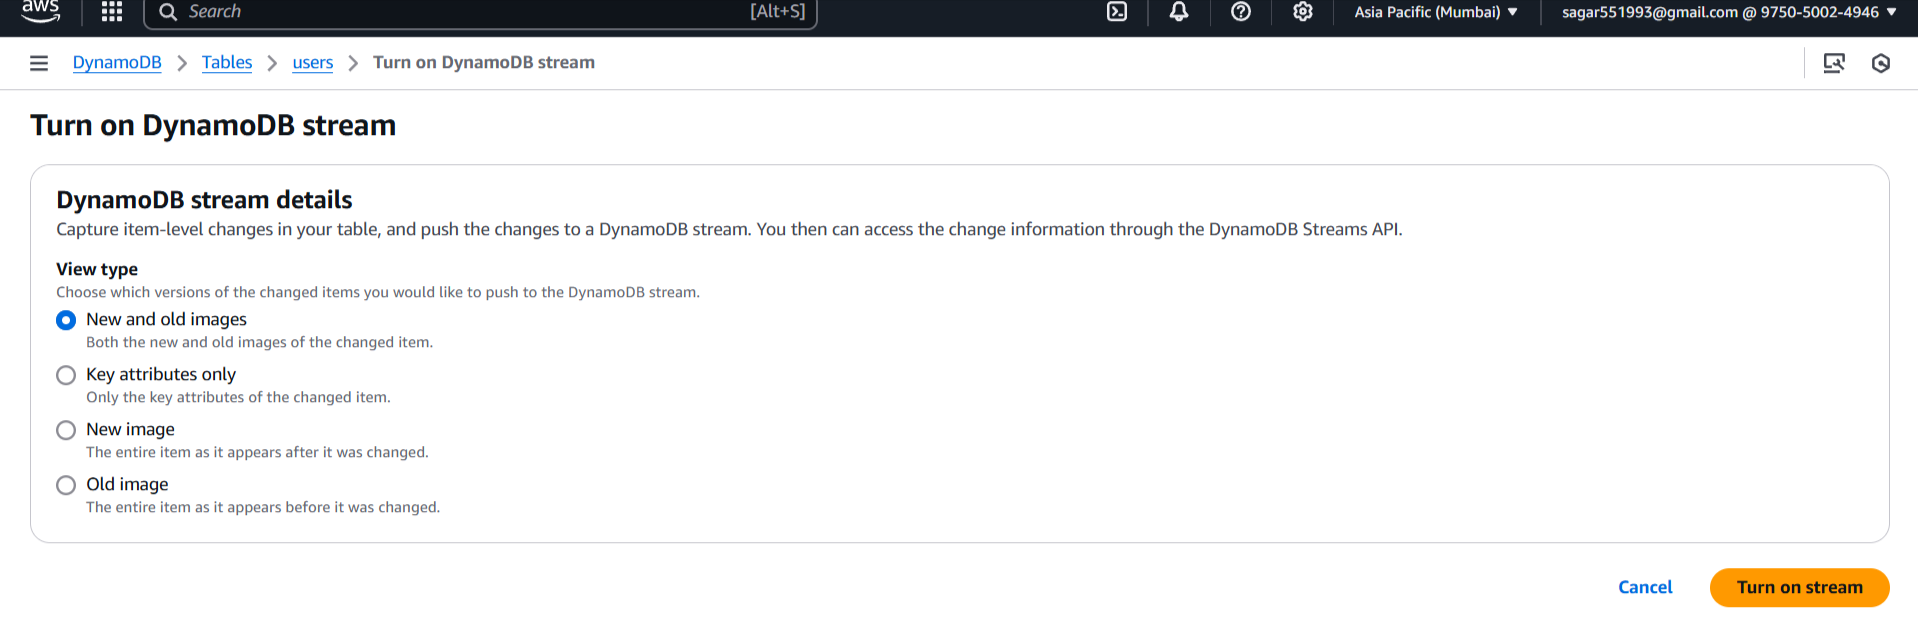 aws
Search [Alt+S] Asia Pacific (Mumbai) ▼ sagar551993@gmail.com @ 9750-5002-4946 ▼
DynamoDB > Tables > users > Turn on DynamoDB stream
Turn on DynamoDB stream
DynamoDB stream details
Capture item-level changes in your table, and push the changes to a DynamoDB stream. You then can access the change information through the DynamoDB Streams API.
View type
Choose which versions of the changed items you would like to push to the DynamoDB stream.
New and old images
Both the new and old images of the changed item.
Key attributes only
Only the key attributes of the changed item.
New image
The entire item as it appears after it was changed.
Old image
The entire item as it appears before it was changed.
Cancel Turn on stream